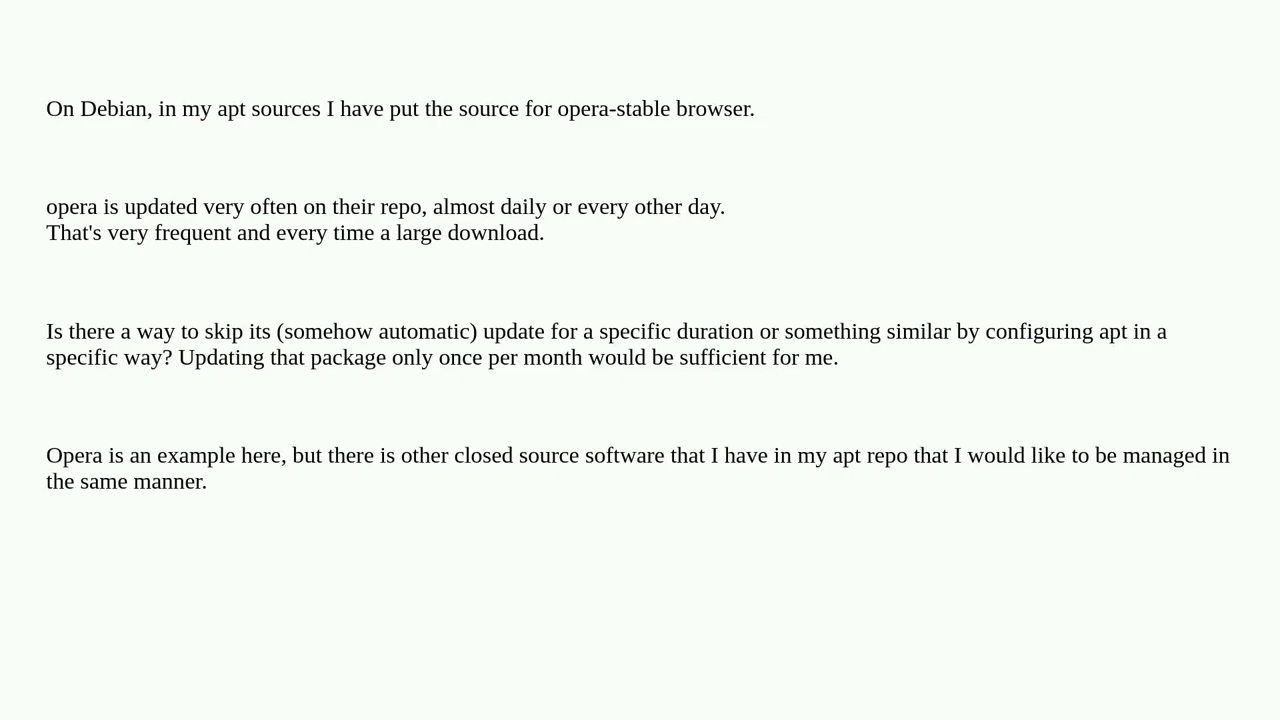 On Debian, in my apt sources I have put the source for opera-stable browser.
opera is updated very often on their repo, almost daily or every other day.
That's very frequent and every time a large download.
Is there a way to skip its (somehow automatic) update for a specific duration or something similar by configuring apt in a
specific way? Updating that package only once per month would be sufficient for me.
Opera is an example here, but there is other closed source software that I have in my apt repo that I would like to be managed in
the same manner.